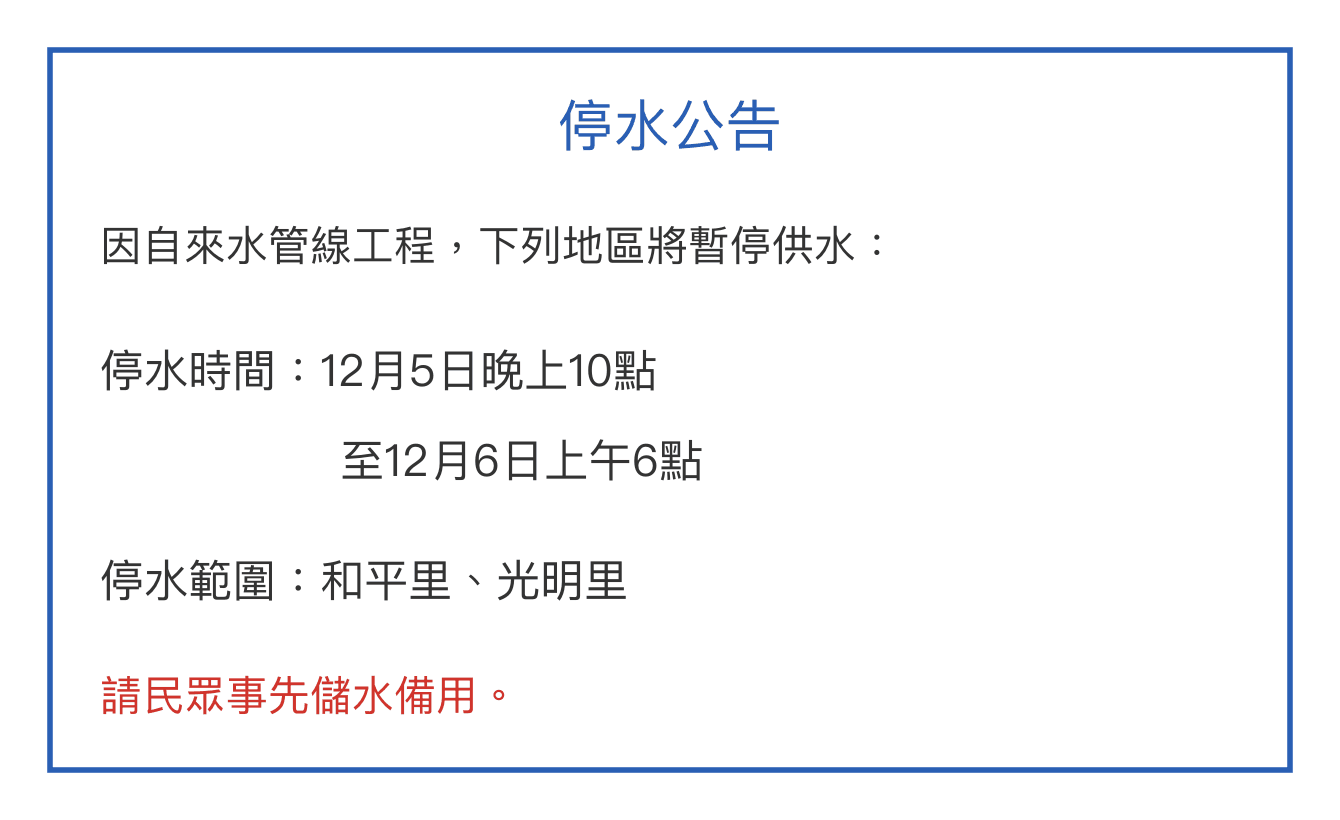 停水公告
因自來水管線工程，下列地區將暫停供水：
停水時間：12月5日晚上10點
至12月6日上午6點
停水範圍：和平里、光明里
請民眾事先儲水備用。